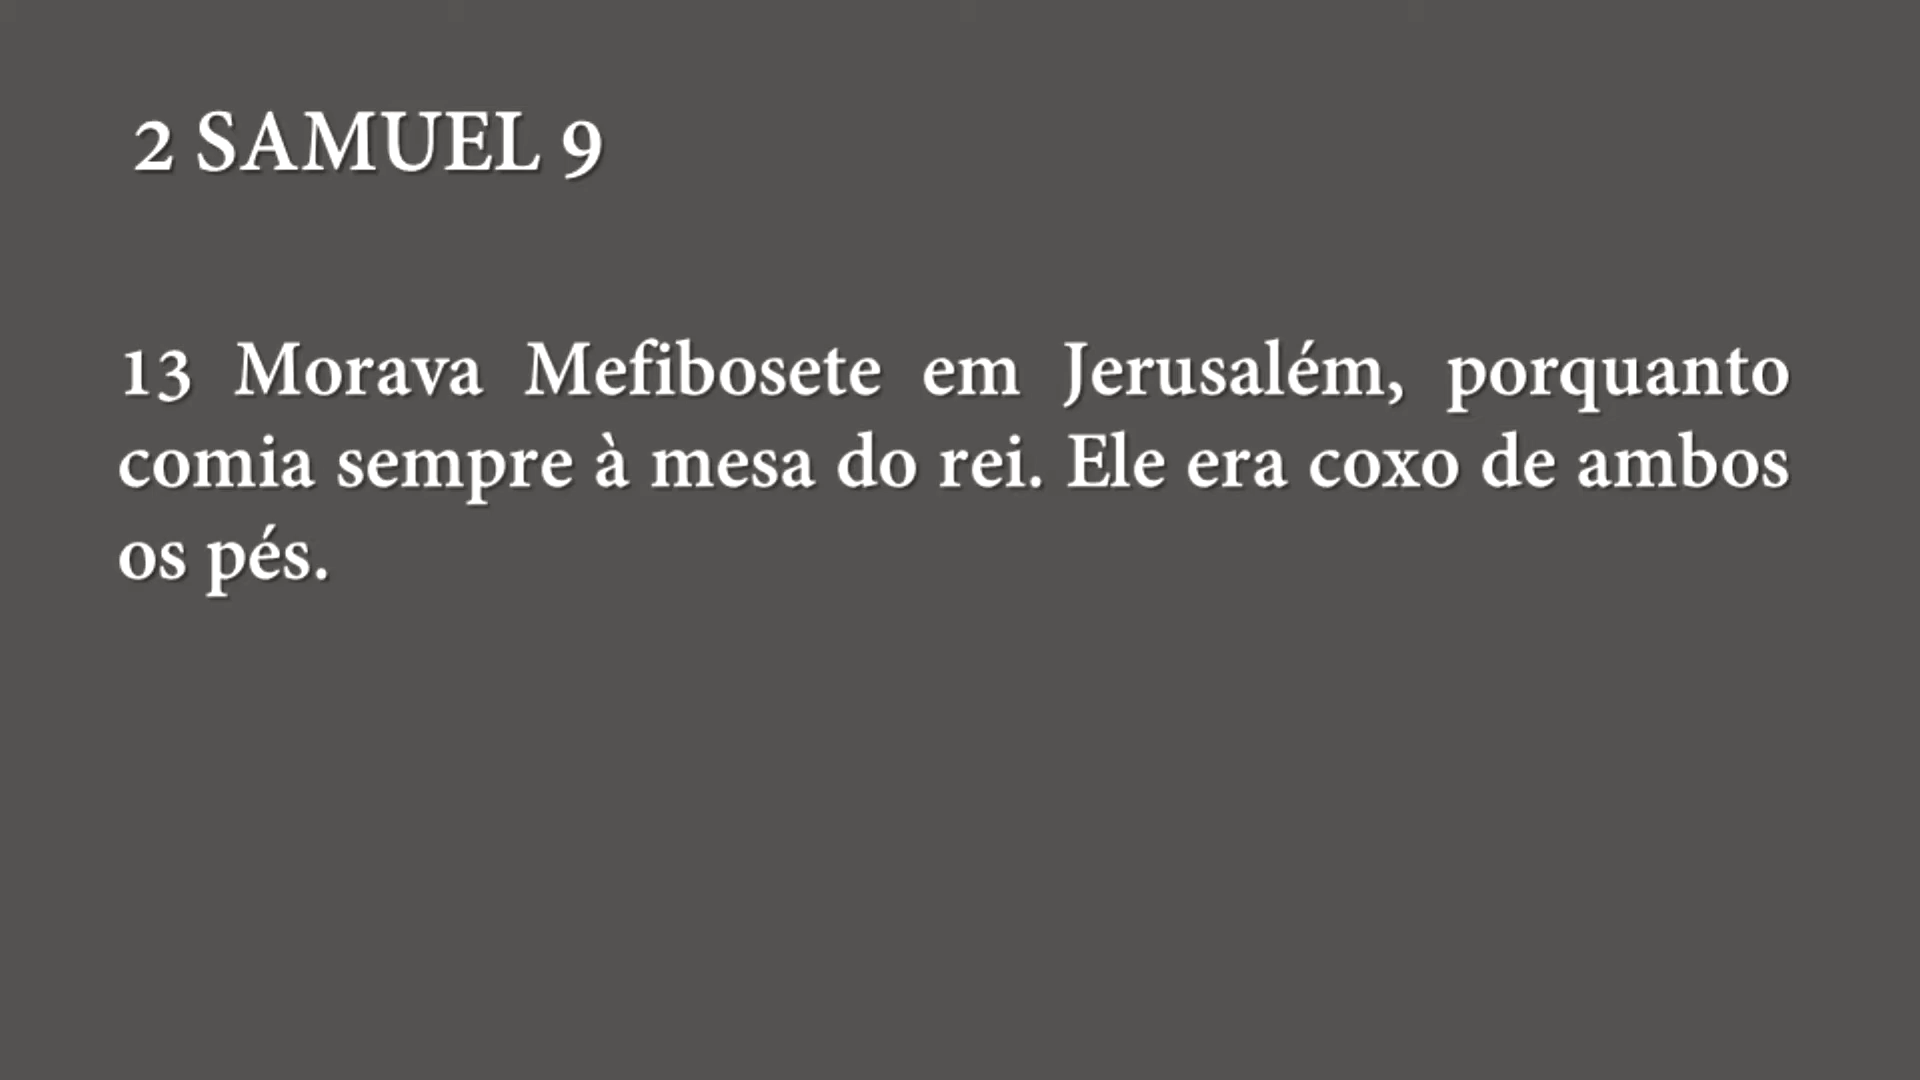 2 SAMUEL 9
13 Morava Mefibosete em Jerusalém, porquanto
comia sempre à mesa do rei. Ele era coxo de ambos
os pés.